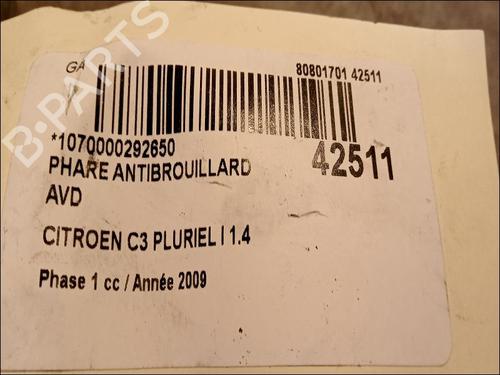 GA
80801701 42511
*1070000292650
42511
PHARE ANTIBROUILLARD
AVD
CITROEN C3 PLURIEL I 1.4
Phase 1 cc / Année 2009
B-PARTS